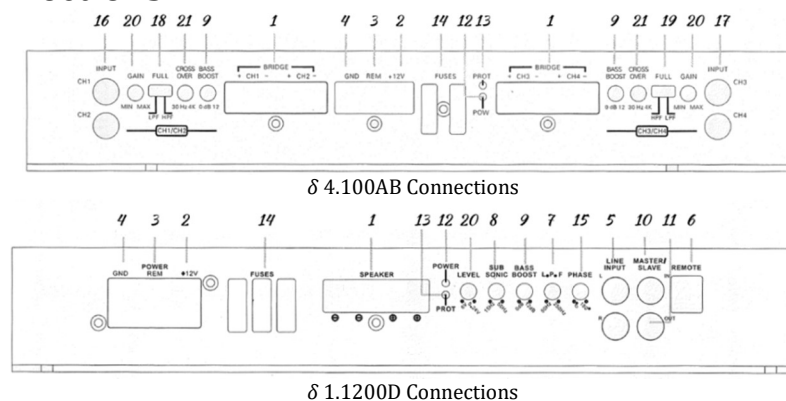 16 20 18 21 9 1 4 3 2 14 12 13 1 9 21 19 20 17
INPUT GAIN FULL CROSS OVER BASS BOOST BRIDGE GND REM +12V FUSES PROT BRIDGE BASS BOOST CROSS OVER FULL GAIN INPUT
CH1 + CH1 - + CH2 - + CH3 - + CH4 - CH3
MIN MAX 30 Hz 4K 0 dB 12 POW 0 dB 12 30 Hz 4K MIN MAX
LPF HPF HPF LPF
CH2 CH1/CH2 CH3/CH4 CH4
δ 4.100AB Connections
4 3 2 14 1 13 12 20 8 9 7 15 5 10 11 6
GND POWER REM +12V FUSES SPEAKER POWER LEVEL SUB SONIC BASS BOOST L.P.F PHASE LINE INPUT MASTER/ SLAVE REMOTE
L IN
PROT
R OUT
δ 1.1200D Connections